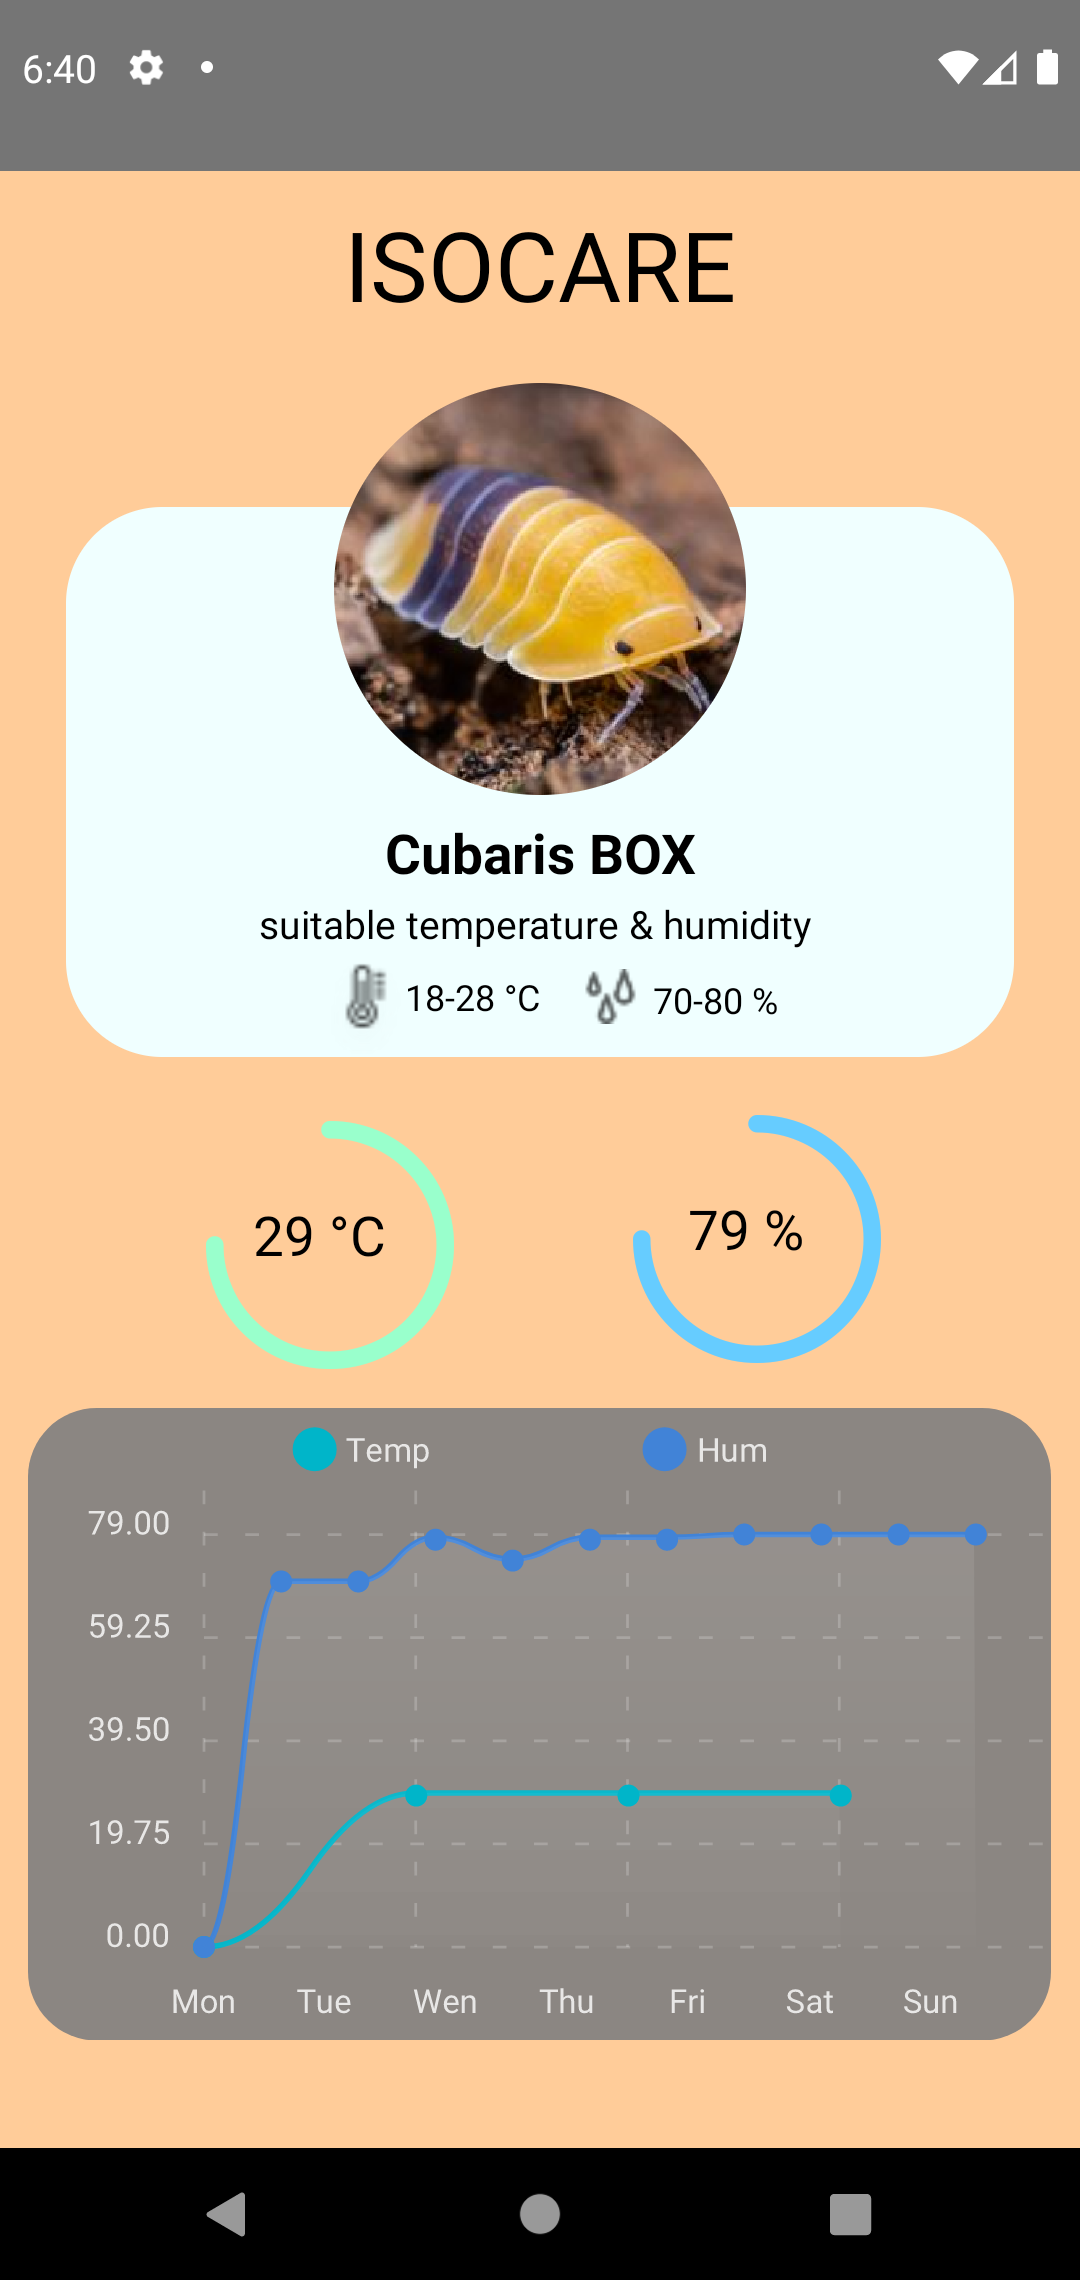 6:40
ISOCARE
Cubaris BOX
suitable temperature & humidity
18-28 °C 70-80 %
29 °C 79 %
Temp Hum
79.00
59.25
39.50
19.75
0.00
Mon Tue Wen Thu Fri Sat Sun